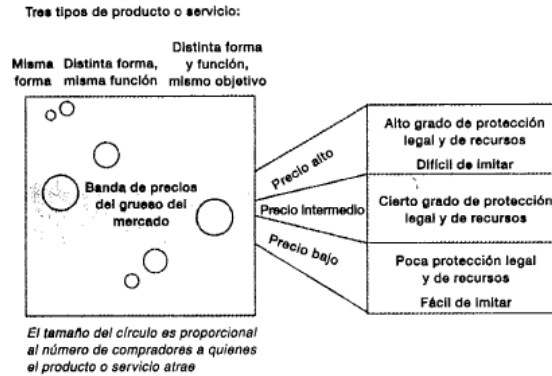 Tres tipos de producto o servicio:
Misma
forma
Distinta forma,
misma función
Distinta forma
y función,
mismo objetivo
Banda de precios
del grueso del
mercado
Precio alto
Precio Intermedio
Precio bajo
Alto grado de protección
legal y de recursos
Difícil de imitar
Cierto grado de protección
legal y de recursos
Poca protección legal
y de recursos
Fácil de imitar
El tamaño del círculo es proporcional
al número de compradores a quienes
el producto o servicio atrae